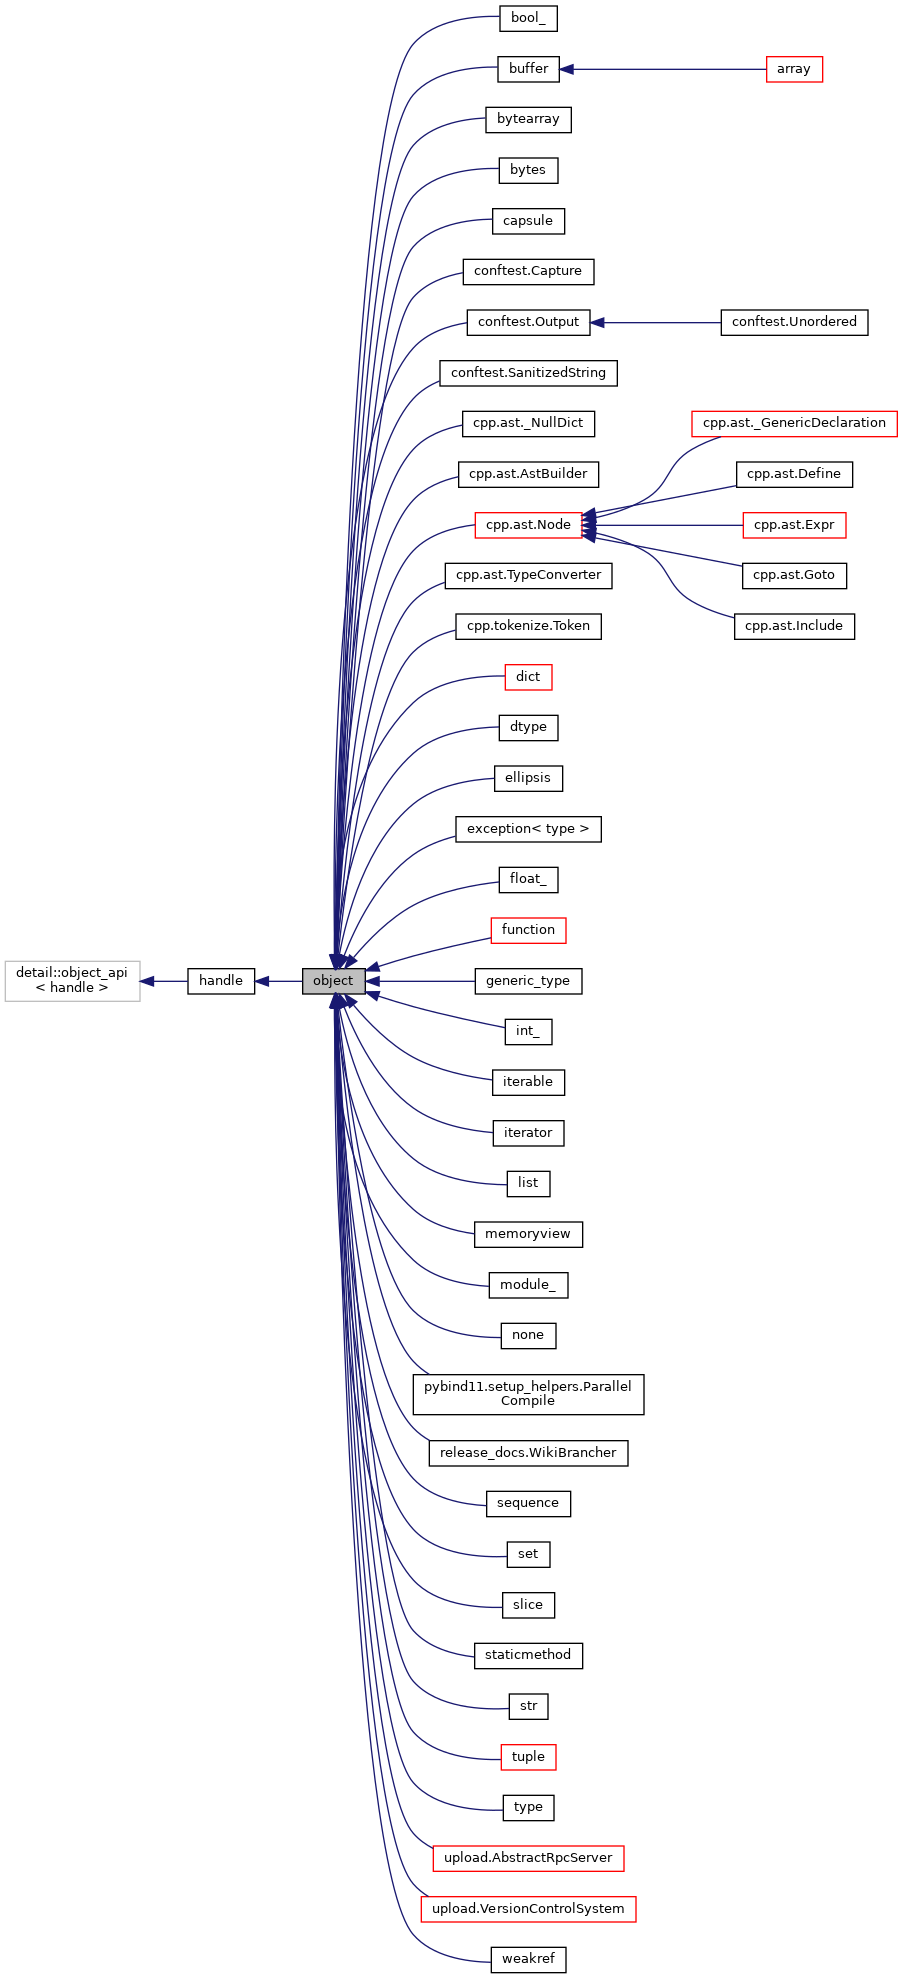 bool_
buffer
array
bytearray
bytes
capsule
conftest.Capture
conftest.Output
conftest.Unordered
conftest.SanitizedString
cpp.ast._NullDict
cpp.ast._GenericDeclaration
cpp.ast.AstBuilder
cpp.ast.Define
cpp.ast.Node
cpp.ast.Expr
cpp.ast.TypeConverter
cpp.ast.Goto
cpp.tokenize.Token
cpp.ast.Include
dict
dtype
ellipsis
exception< type >
float_
function
detail::object_api
< handle >
handle
object
generic_type
int_
iterable
iterator
list
memoryview
module_
none
pybind11.setup_helpers.Parallel
Compile
release_docs.WikiBrancher
sequence
set
slice
staticmethod
str
tuple
type
upload.AbstractRpcServer
upload.VersionControlSystem
weakref